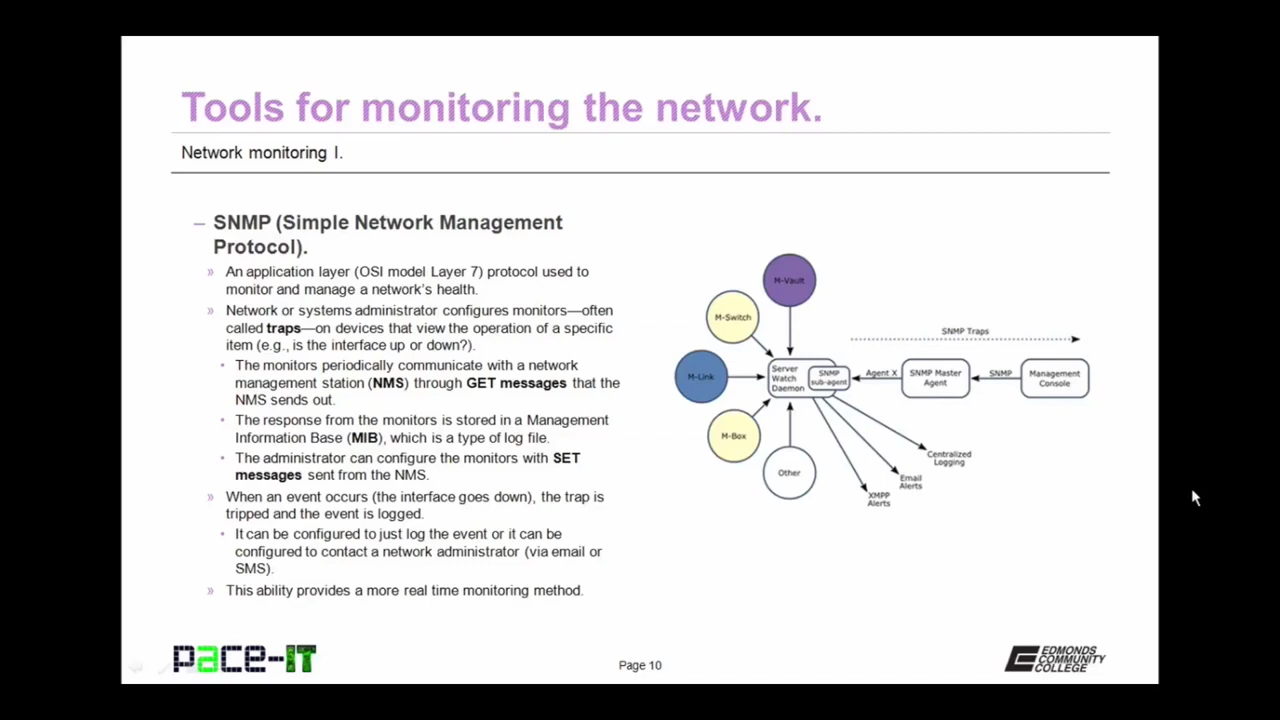 Tools for monitoring the network.
Network monitoring I.
– SNMP (Simple Network Management
Protocol).
» An application layer (OSI model Layer 7) protocol used to
monitor and manage a network's health.
» Network or systems administrator configures monitors—often
called traps—on devices that view the operation of a specific
item (e.g., is the interface up or down?).
• The monitors periodically communicate with a network
management station (NMS) through GET messages that the
NMS sends out.
• The response from the monitors is stored in a Management
Information Base (MIB), which is a type of log file.
• The administrator can configure the monitors with SET
messages sent from the NMS.
» When an event occurs (the interface goes down), the trap is
tripped and the event is logged.
• It can be configured to just log the event or it can be
configured to contact a network administrator (via email or
SMS).
» This ability provides a more real time monitoring method.
M-Vault
M-Switch
M-Link
M-Box
Other
Server
Watch
Daemon
SNMP
sub-agent
Agent X
SNMP Master
Agent
SNMP
Management
Console
SNMP Traps
Centralized
Logging
Email
Alerts
XMPP
Alerts
pace-IT
Page 10
EDMONDS
COMMUNITY
COLLEGE